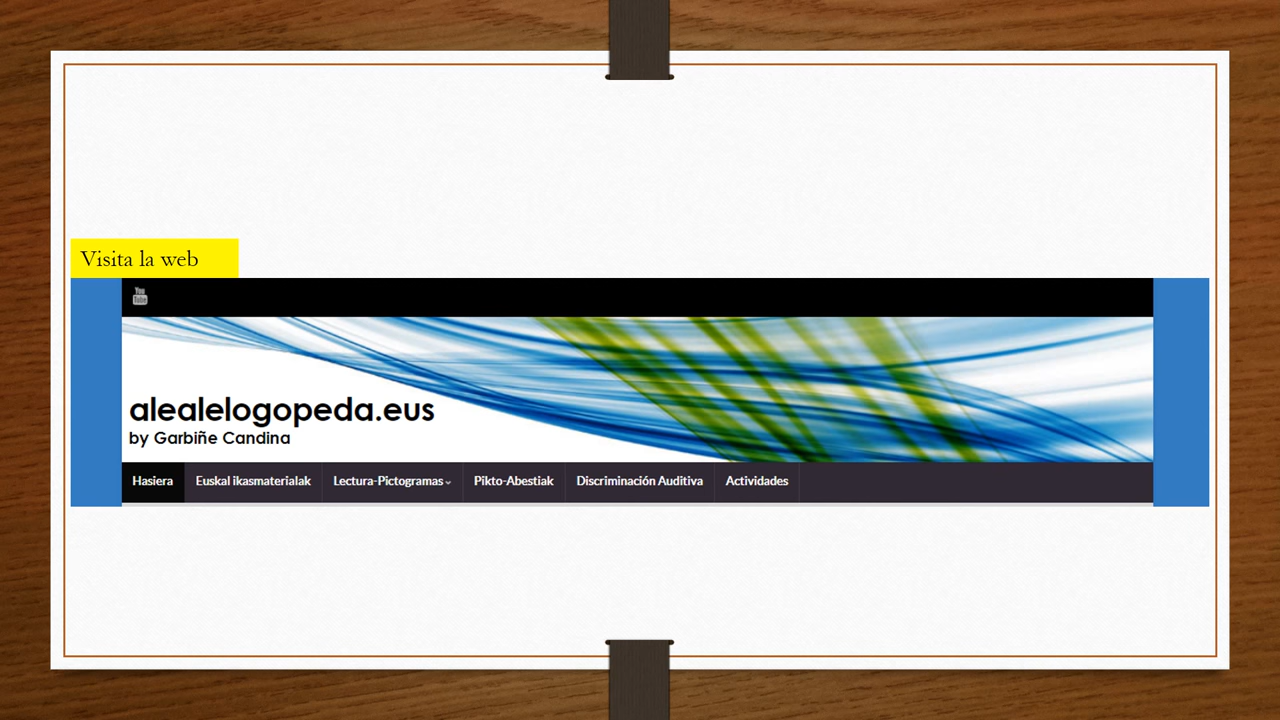 Visita la web
You
Tube
alealelogopeda.eus
by Garbiñe Candina
Hasiera Euskal ikasmaterialak Lectura-Pictogramas Pikto-Abestiak Discriminación Auditiva Actividades